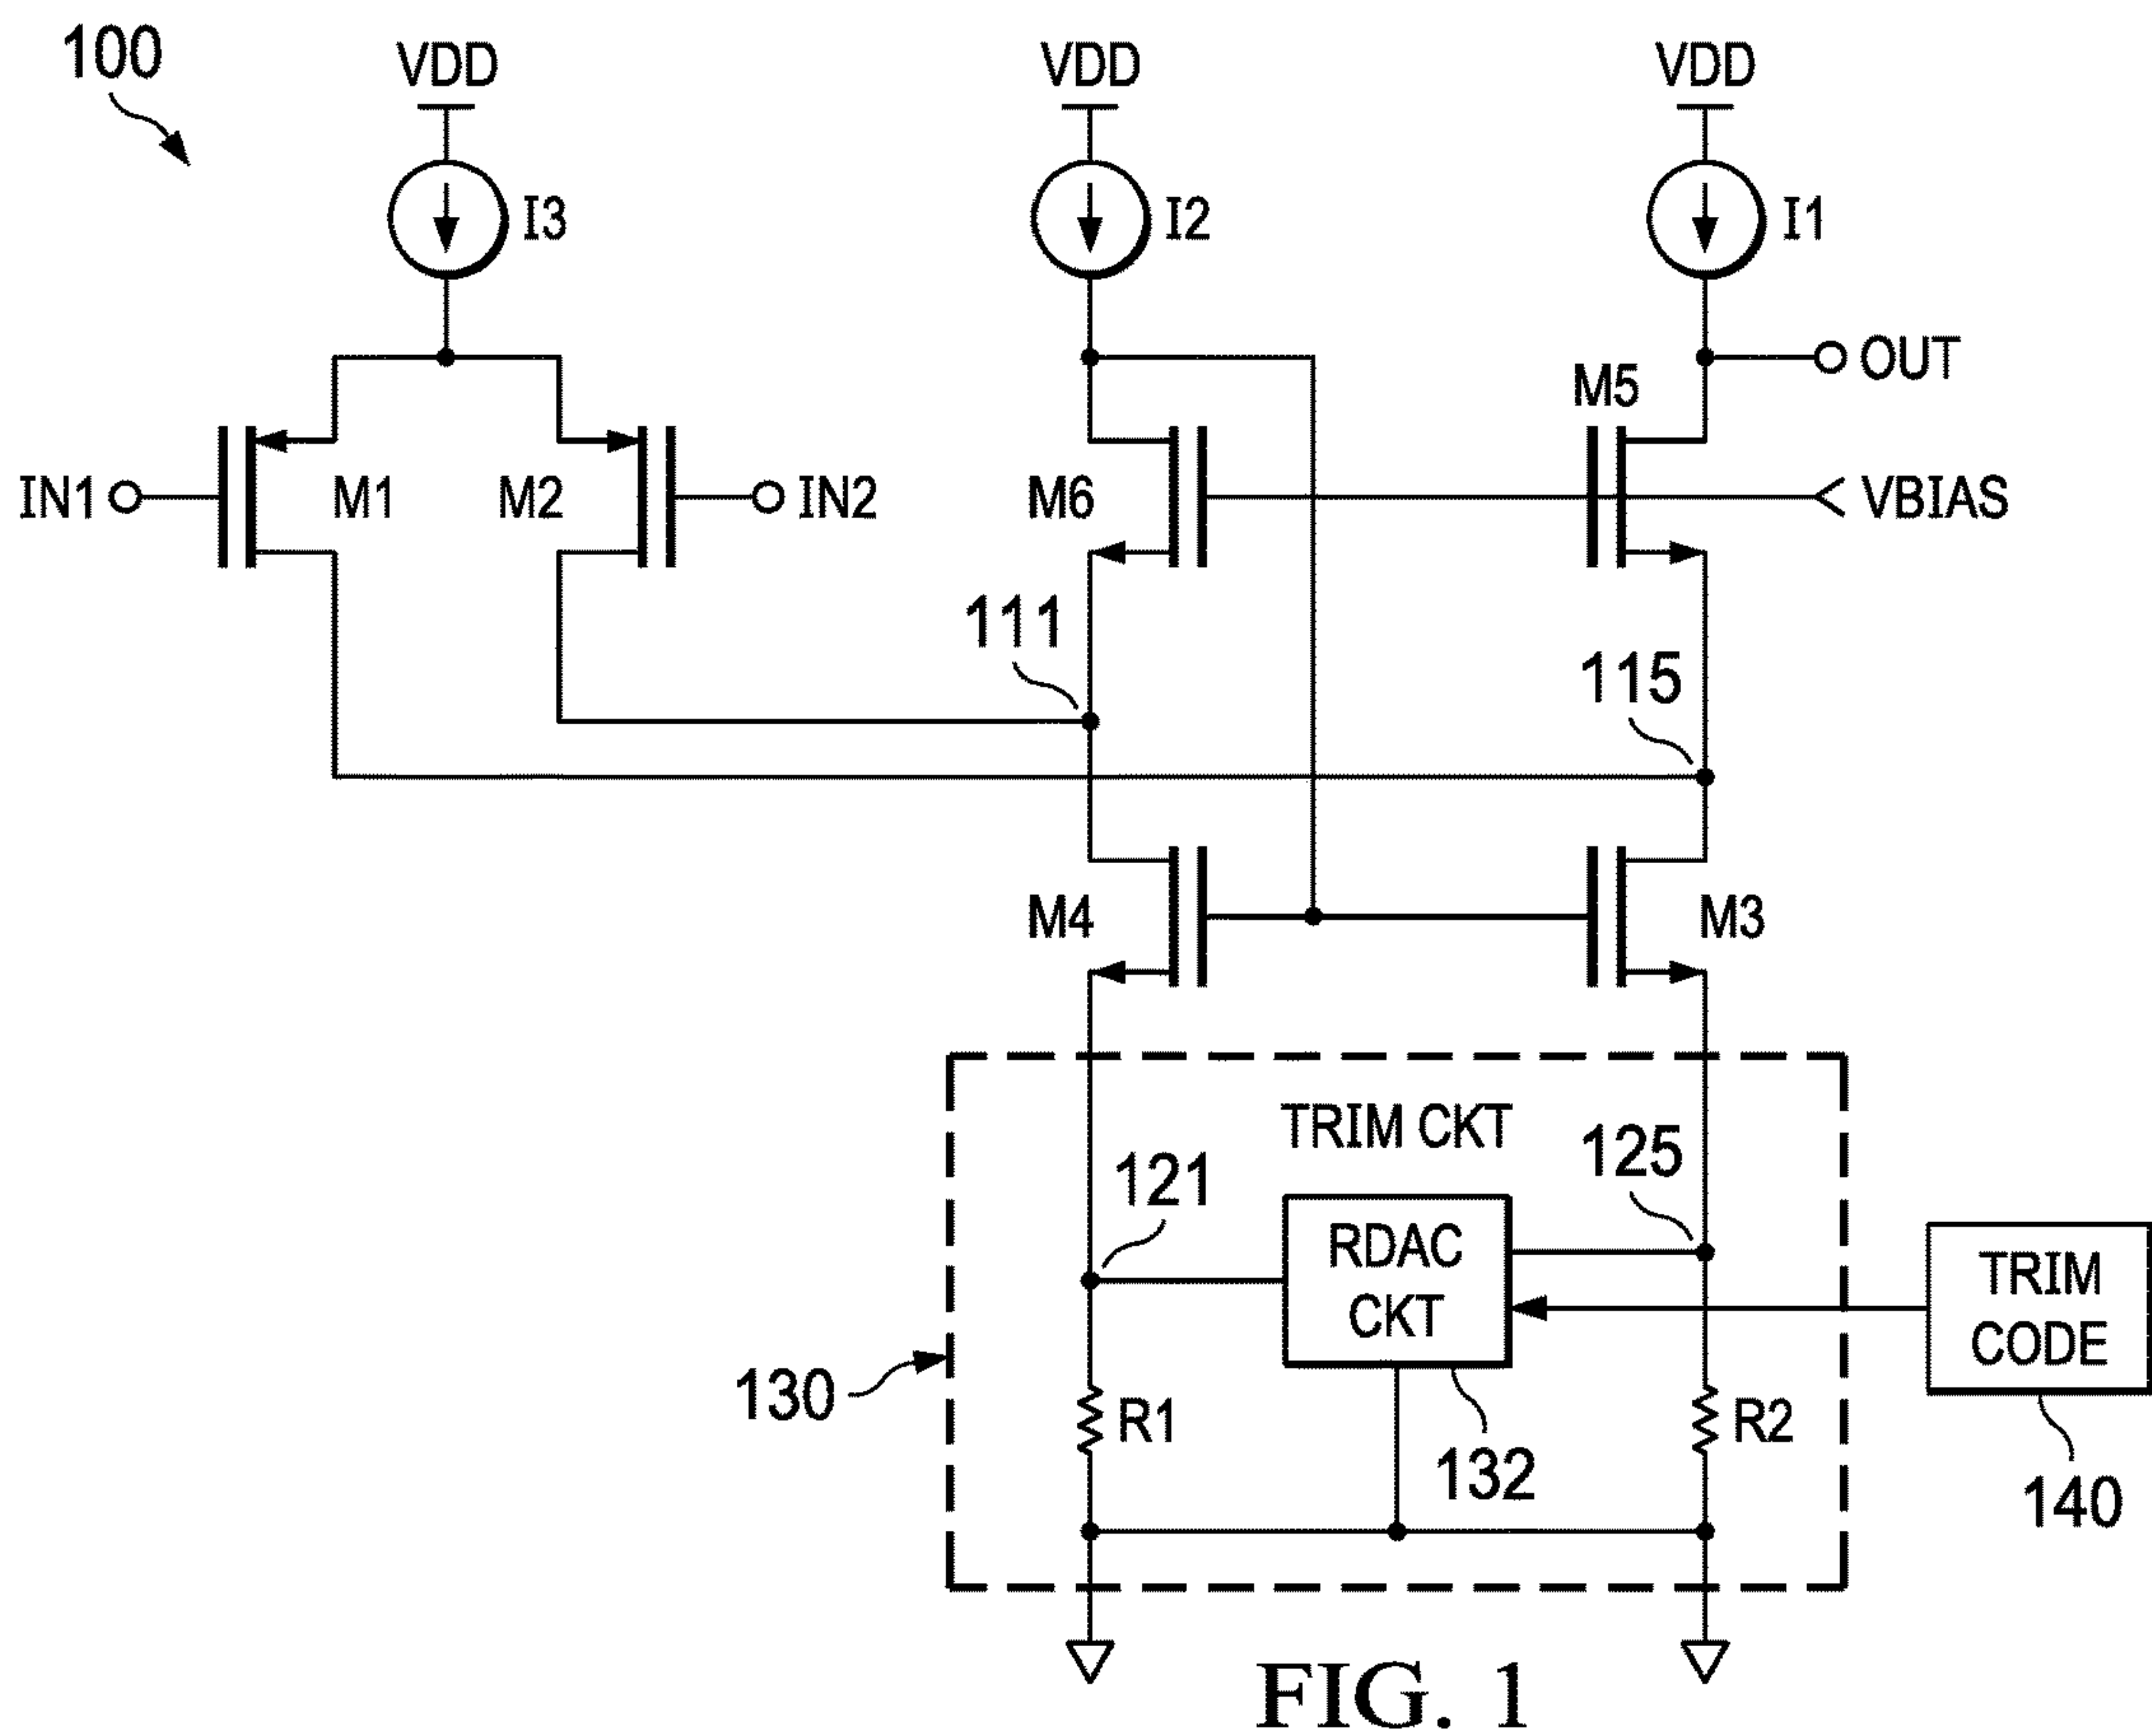 100
VDD
VDD
VDD
I3
I2
I1
OUT
M5
IN1
M1
M2
IN2
M6
VBIAS
111
115
M4
M3
TRIM CKT
121
125
RDAC
CKT
TRIM
CODE
130
R1
R2
132
140
FIG. 1